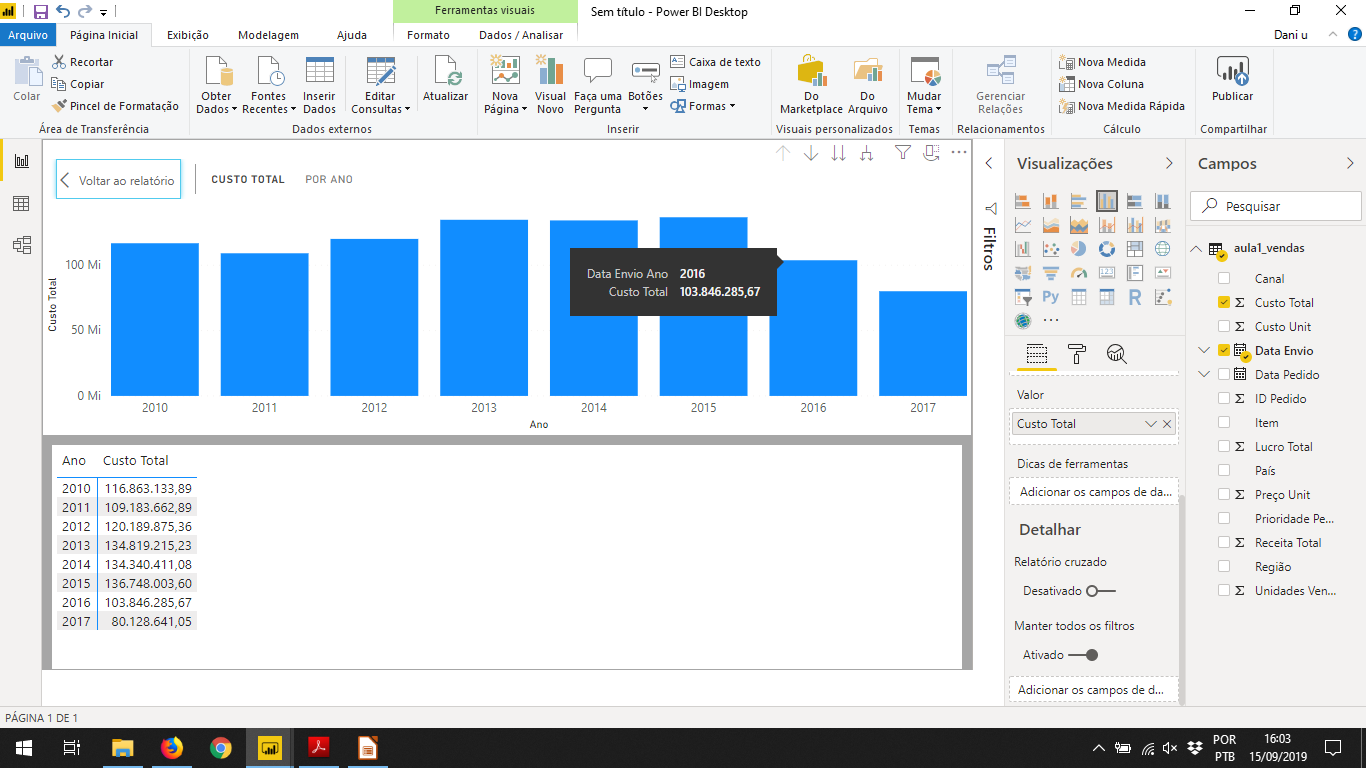 Ferramentas visuais
Sem título - Power BI Desktop
Arquivo
Página Inicial
Exibição
Modelagem
Ajuda
Formato
Dados / Analisar
Dani u
?
Colar
Recortar
Copiar
Pincel de Formatação
Área de Transferência
Obter
Dados
Fontes
Recentes
Inserir
Dados
Editar
Consultas
Atualizar
Dados externos
Nova
Página
Visual
Novo
Faça uma
Pergunta
Botões
Caixa de texto
Imagem
Formas
Inserir
Do
Marketplace
Do
Arquivo
Visuais personalizados
Mudar
Tema
Temas
Gerenciar
Relações
Relacionamentos
Nova Medida
Nova Coluna
Nova Medida Rápida
Cálculo
Publicar
Compartilhar
Voltar ao relatório
CUSTO TOTAL
POR ANO
Custo Total
100 Mi
50 Mi
0 Mi
2010 2011 2012 2013 2014 2015 2016 2017
Ano
Data Envio Ano 2016
Custo Total 103.846.285,67
Ano Custo Total
2010 116.863.133,89
2011 109.183.662,89
2012 120.189.875,36
2013 134.819.215,23
2014 134.340.411,08
2015 136.748.003,60
2016 103.846.285,67
2017 80.128.641,05
Filtros
Visualizações
123
Py
R
Valor
Custo Total
Dicas de ferramentas
Adicionar os campos de da...
Detalhar
Relatório cruzado
Desativado
Manter todos os filtros
Ativado
Adicionar os campos de d...
Campos
Pesquisar
aula1_vendas
Canal
Σ Custo Total
Σ Custo Unit
Data Envio
Data Pedido
Σ ID Pedido
Item
Σ Lucro Total
País
Σ Preço Unit
Prioridade Pe...
Σ Receita Total
Região
Σ Unidades Ven...
PÁGINA 1 DE 1
POR
PTB
16:03
15/09/2019